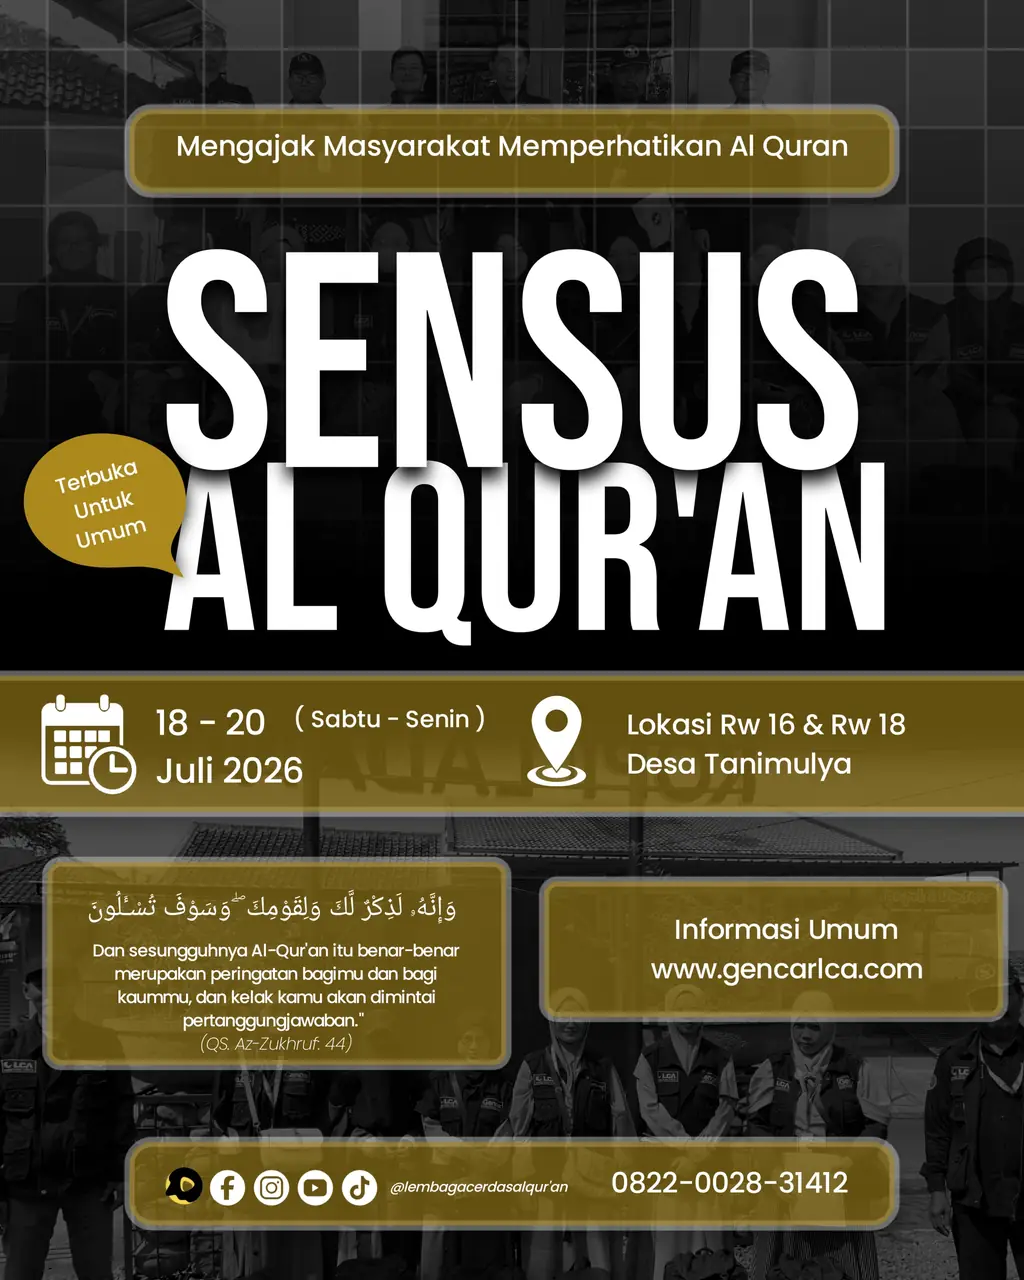 Mengajak Masyarakat Memperhatikan Al Quran
SENSUS
AL QUR'AN
Terbuka
Untuk
Umum
18 - 20 ( Sabtu - Senin )
Juli 2026
Lokasi Rw 16 & Rw 18
Desa Tanimulya
وَإِنَّهُۥ لَذِكْرٌ لَّكَ وَلِقَوْمِكَ ۖ وَسَوْفَ تُسْـَٔلُونَ
Dan sesungguhnya Al-Qur'an itu benar-benar
merupakan peringatan bagimu dan bagi
kaummu, dan kelak kamu akan dimintai
pertanggungjawaban."
(QS. Az-Zukhruf: 44)
Informasi Umum
www.gencarlca.com
@lembagacerdasalqur'an
0822-0028-31412
LCA
LCA
LCA